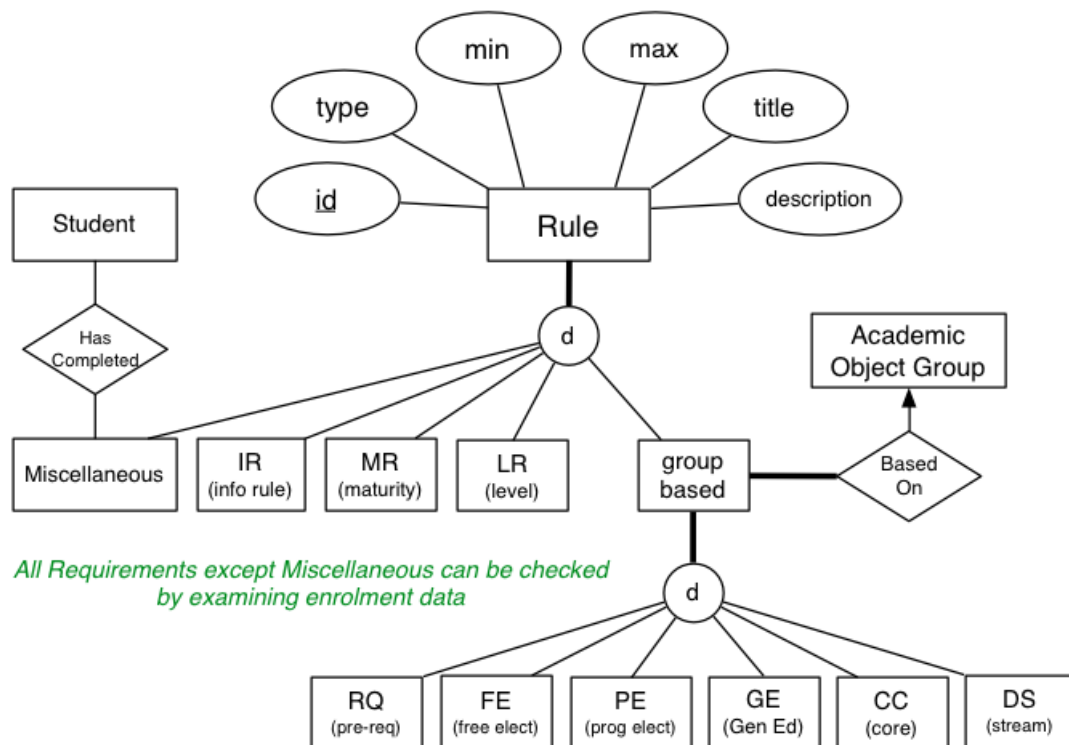 min
max
type
title
id
description
Student
Rule
Has
Completed
d
Academic
Object Group
Miscellaneous
IR
(info rule)
MR
(maturity)
LR
(level)
group
based
Based
On
All Requirements except Miscellaneous can be checked
by examining enrolment data
d
RQ
(pre-req)
FE
(free elect)
PE
(prog elect)
GE
(Gen Ed)
CC
(core)
DS
(stream)